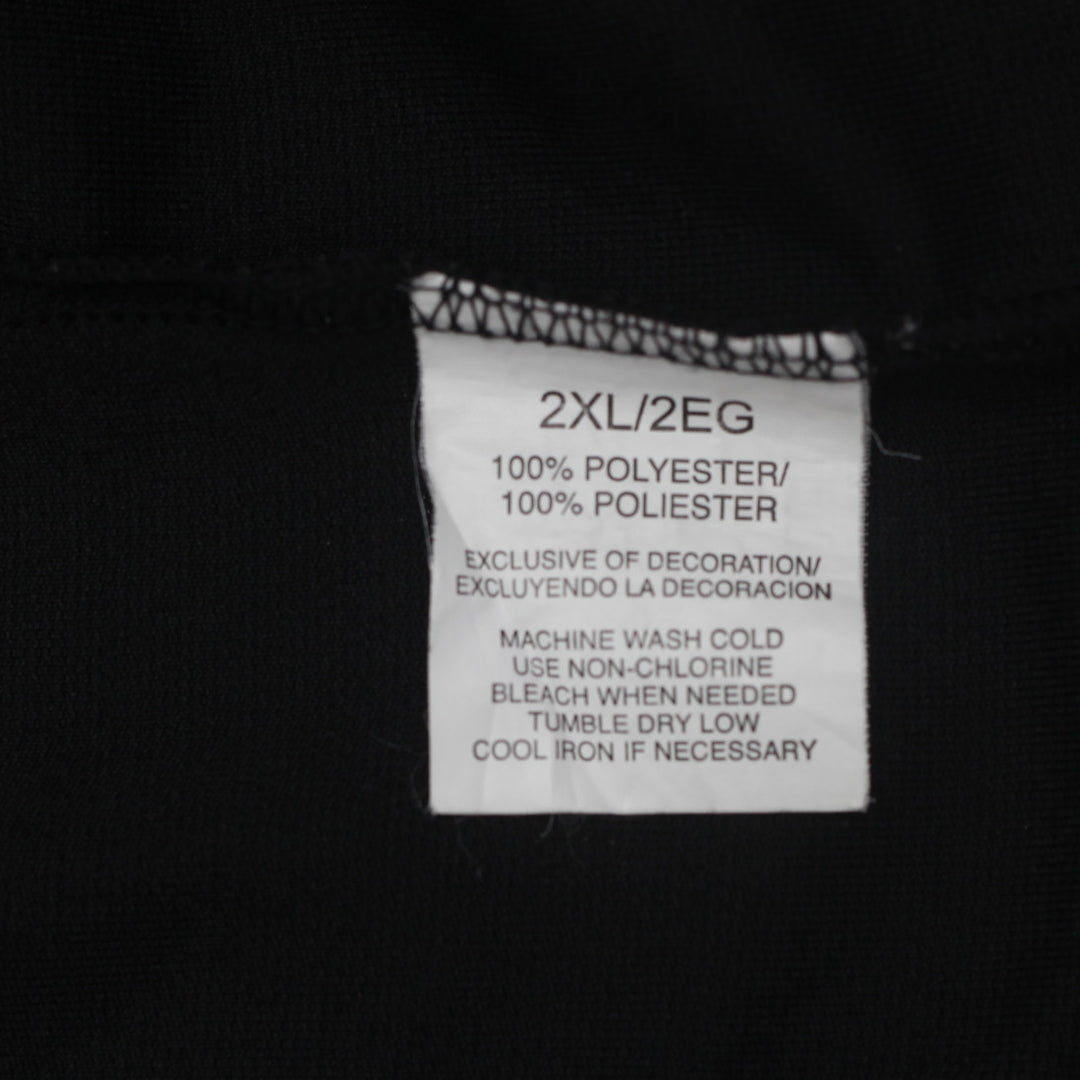 2XL/2EG
100% POLYESTER/
100% POLIESTER
EXCLUSIVE OF DECORATION/
EXCLUYENDO LA DECORACION
MACHINE WASH COLD
USE NON-CHLORINE
BLEACH WHEN NEEDED
TUMBLE DRY LOW
COOL IRON IF NECESSARY